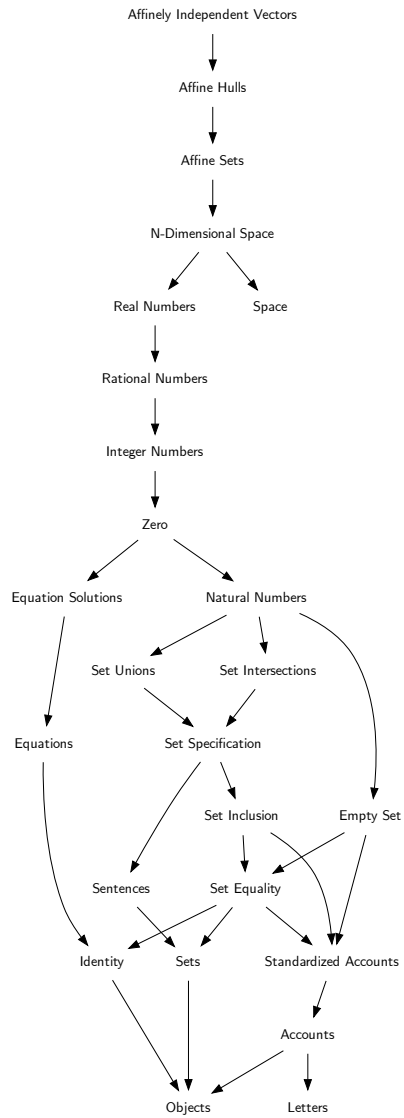 Affinely Independent Vectors
Affine Hulls
Affine Sets
N-Dimensional Space
Real Numbers
Space
Rational Numbers
Integer Numbers
Zero
Equation Solutions
Natural Numbers
Set Unions
Set Intersections
Equations
Set Specification
Set Inclusion
Empty Set
Sentences
Set Equality
Identity
Sets
Standardized Accounts
Accounts
Objects
Letters